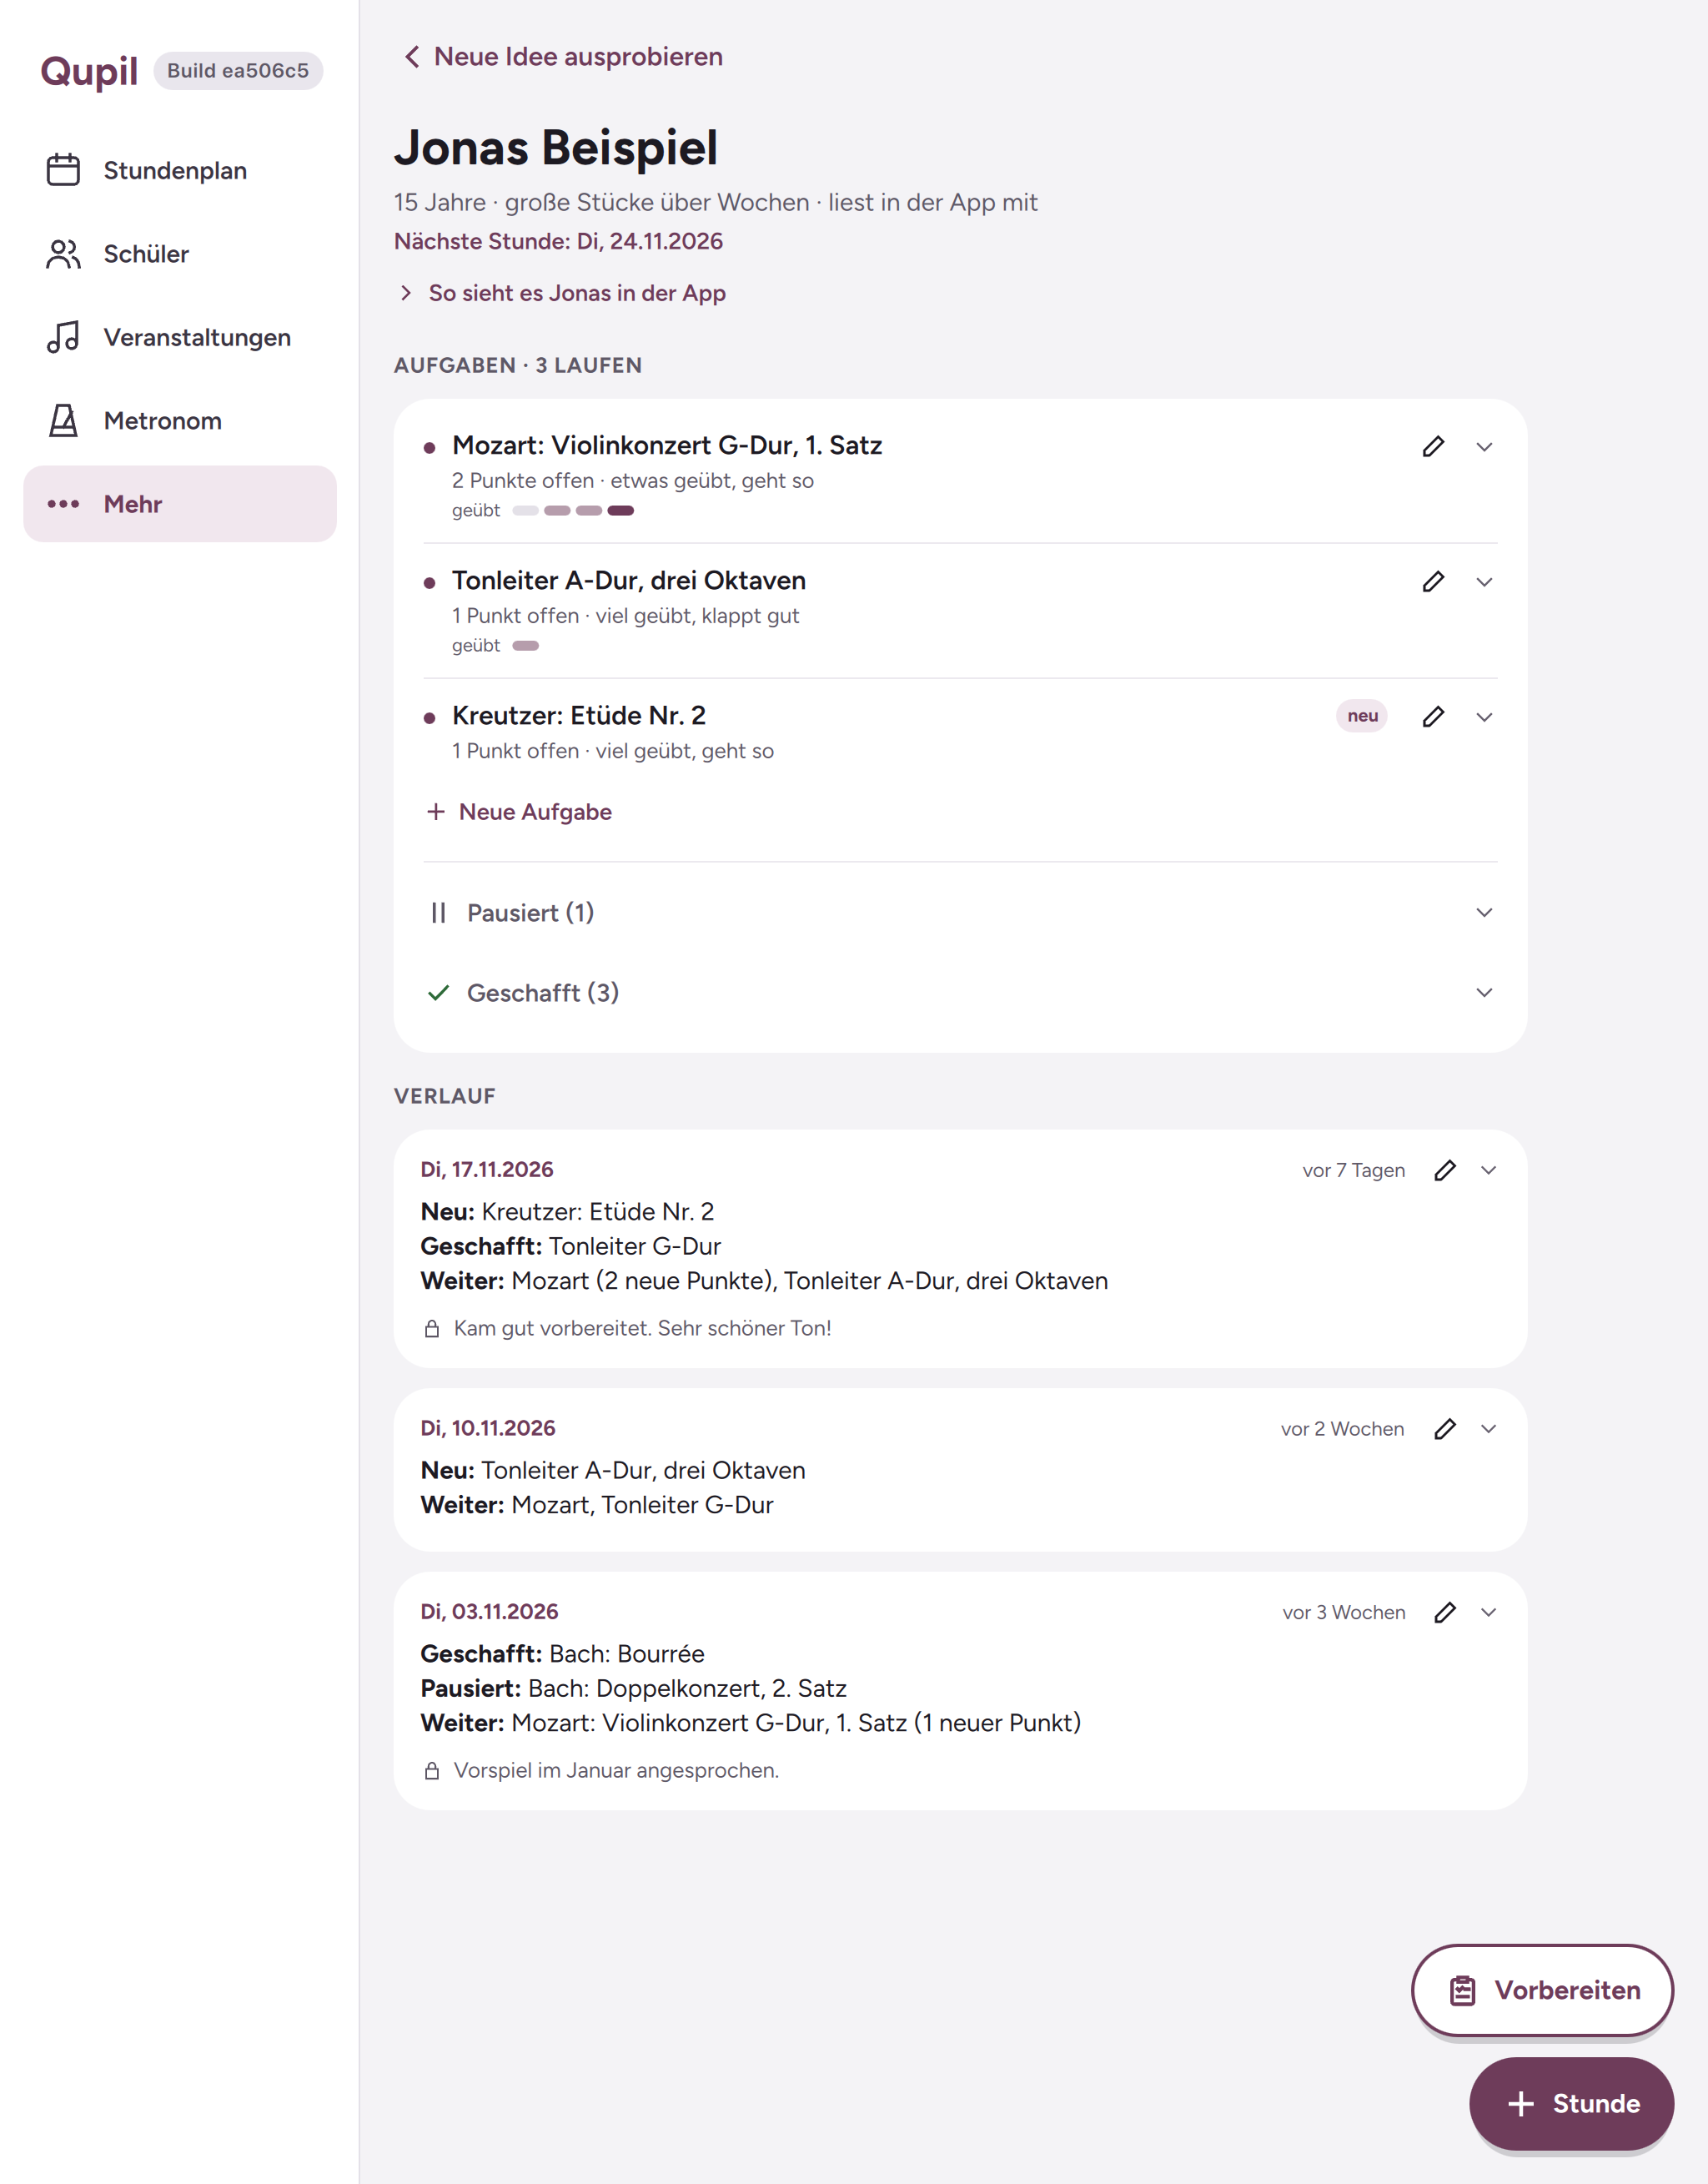 Qupil
Build ea506c5
Stundenplan
Schüler
Veranstaltungen
Metronom
Mehr
Neue Idee ausprobieren
Jonas Beispiel
15 Jahre · große Stücke über Wochen · liest in der App mit
Nächste Stunde: Di, 24.11.2026
So sieht es Jonas in der App
AUFGABEN · 3 LAUFEN
Mozart: Violinkonzert G-Dur, 1. Satz
2 Punkte offen · etwas geübt, geht so
geübt
Tonleiter A-Dur, drei Oktaven
1 Punkt offen · viel geübt, klappt gut
geübt
Kreutzer: Etüde Nr. 2
neu
1 Punkt offen · viel geübt, geht so
Neue Aufgabe
Pausiert (1)
Geschafft (3)
VERLAUF
Di, 17.11.2026
vor 7 Tagen
Neu: Kreutzer: Etüde Nr. 2
Geschafft: Tonleiter G-Dur
Weiter: Mozart (2 neue Punkte), Tonleiter A-Dur, drei Oktaven
Kam gut vorbereitet. Sehr schöner Ton!
Di, 10.11.2026
vor 2 Wochen
Neu: Tonleiter A-Dur, drei Oktaven
Weiter: Mozart, Tonleiter G-Dur
Di, 03.11.2026
vor 3 Wochen
Geschafft: Bach: Bourrée
Pausiert: Bach: Doppelkonzert, 2. Satz
Weiter: Mozart: Violinkonzert G-Dur, 1. Satz (1 neuer Punkt)
Vorspiel im Januar angesprochen.
Vorbereiten
Stunde